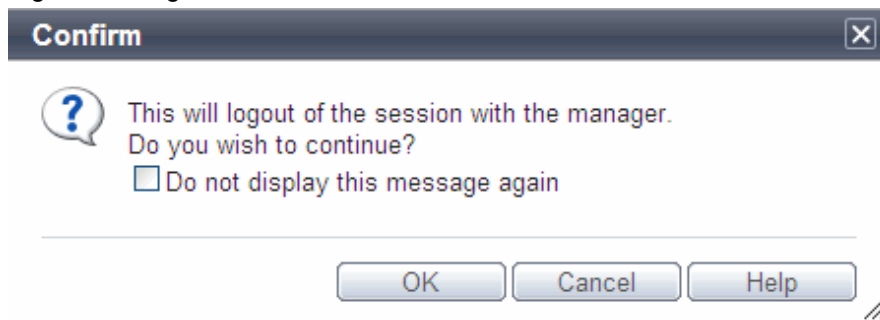 Confirm
This will logout of the session with the manager.
Do you wish to continue?
Do not display this message again
OK Cancel Help